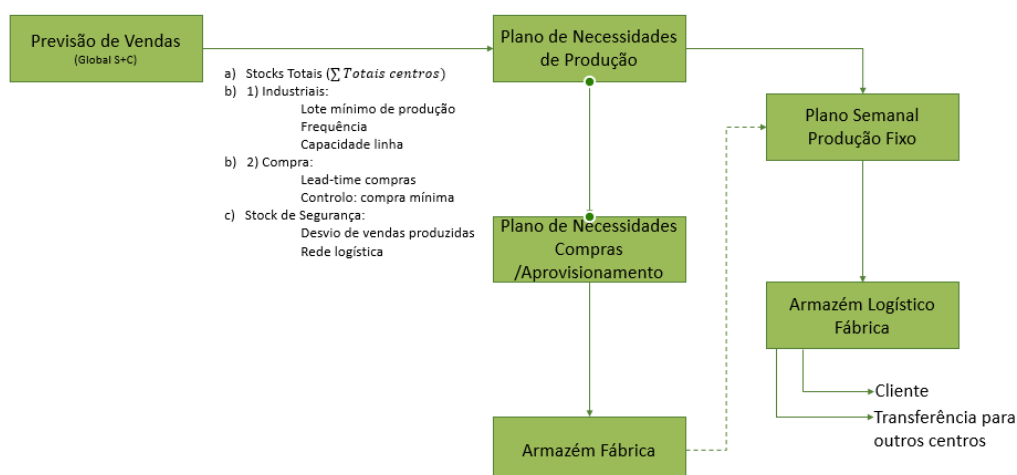 Previsão de Vendas
(Global S+C)
Plano de Necessidades
de Produção
a) Stocks Totais (∑ Totais centros)
b) 1) Industriais:
Lote mínimo de produção
Frequência
Capacidade linha
b) 2) Compra:
Lead-time compras
Controlo: compra mínima
c) Stock de Segurança:
Desvio de vendas produzidas
Rede logística
Plano Semanal
Produção Fixo
Plano de Necessidades
Compras
/Aprovisionamento
Armazém Logístico
Fábrica
Cliente
Transferência para
outros centros
Armazém Fábrica